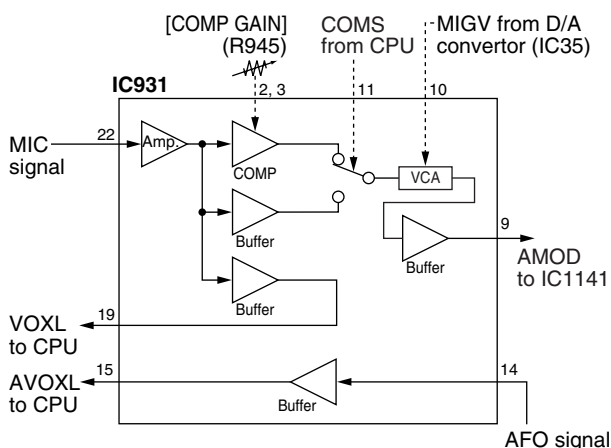 [COMP GAIN]
(R945)
COMS
from CPU
MIGV from D/A
convertor (IC35)
IC931
2, 3
11
10
MIC
signal
22
Amp.
COMP
VCA
Buffer
9
Buffer
AMOD
to IC1141
Buffer
VOXL
to CPU
19
AVOXL
to CPU
15
Buffer
14
AFO signal